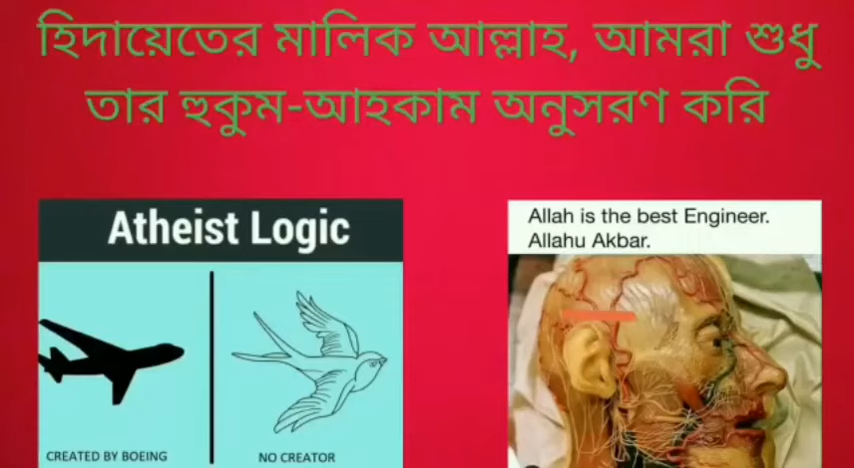 হিদায়েতের মালিক আল্লাহ, আমরা শুধু
তার হুকুম-আহকাম অনুসরণ করি
Atheist Logic
CREATED BY BOEING
NO CREATOR
Allah is the best Engineer.
Allahu Akbar.